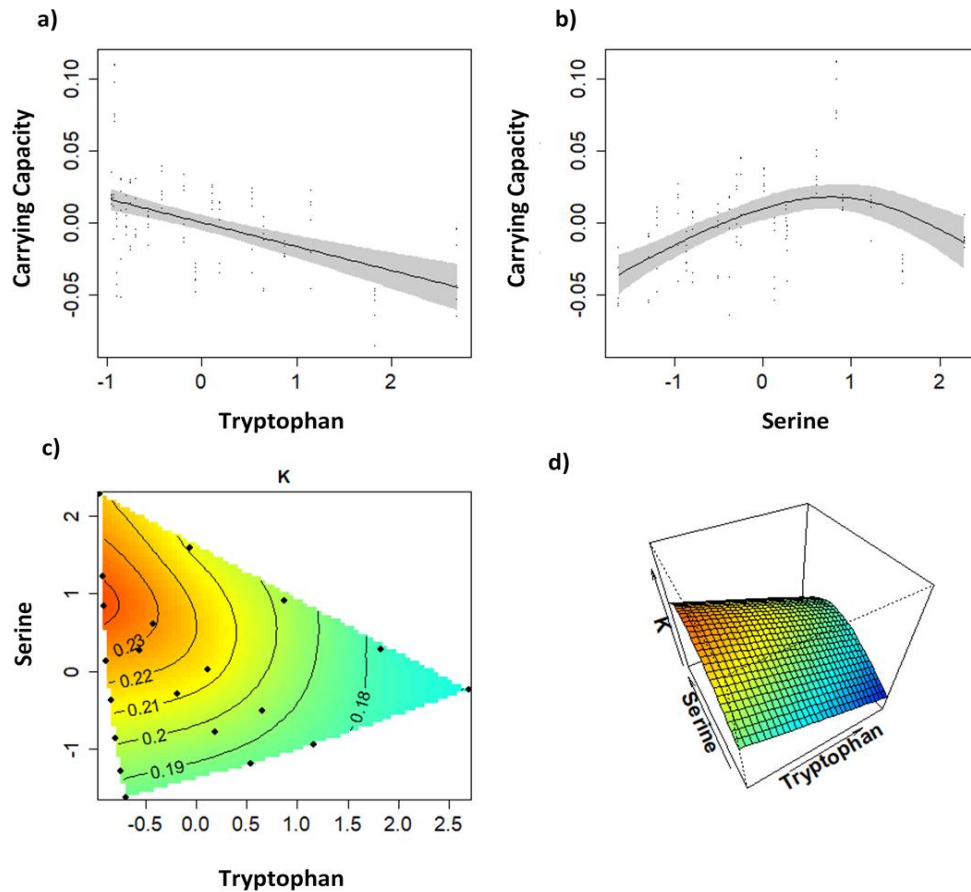 a)
Carrying Capacity
0.10
0.05
0.00
-0.05
-1
0
1
2
Tryptophan
b)
Carrying Capacity
0.10
0.05
0.00
-0.05
-1
0
1
2
Serine
c)
K
Serine
2
1
0
-1
0.23
0.22
0.21
0.2
0.19
0.18
-0.5
0.0
0.5
1.0
1.5
2.0
2.5
Tryptophan
d)
K
Serine
Tryptophan